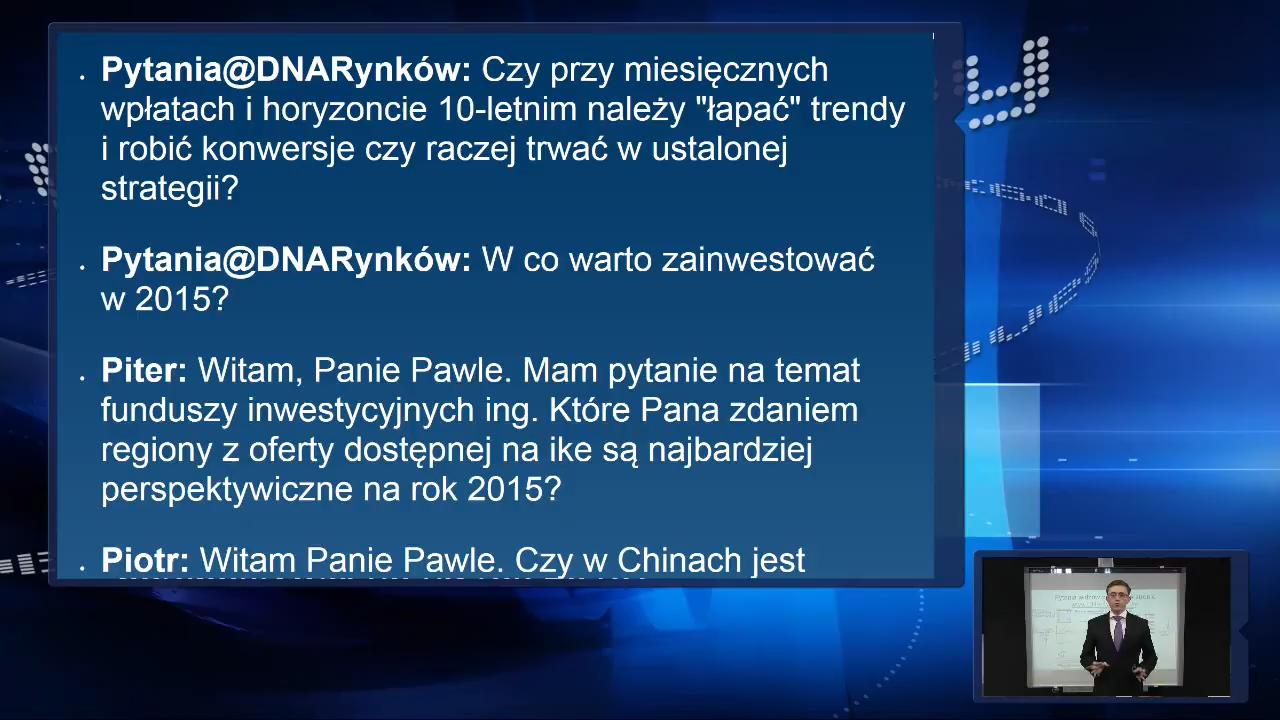 Pytania@DNARynków: Czy przy miesięcznych
wpłatach i horyzoncie 10-letnim należy "łapać" trendy
i robić konwersje czy raczej trwać w ustalonej
strategii?
Pytania@DNARynków: W co warto zainwestować
w 2015?
Piter: Witam, Panie Pawle. Mam pytanie na temat
funduszy inwestycyjnych ing. Które Pana zdaniem
regiony z oferty dostępnej na ike są najbardziej
perspektywiczne na rok 2015?
Piotr: Witam Panie Pawle. Czy w Chinach jest